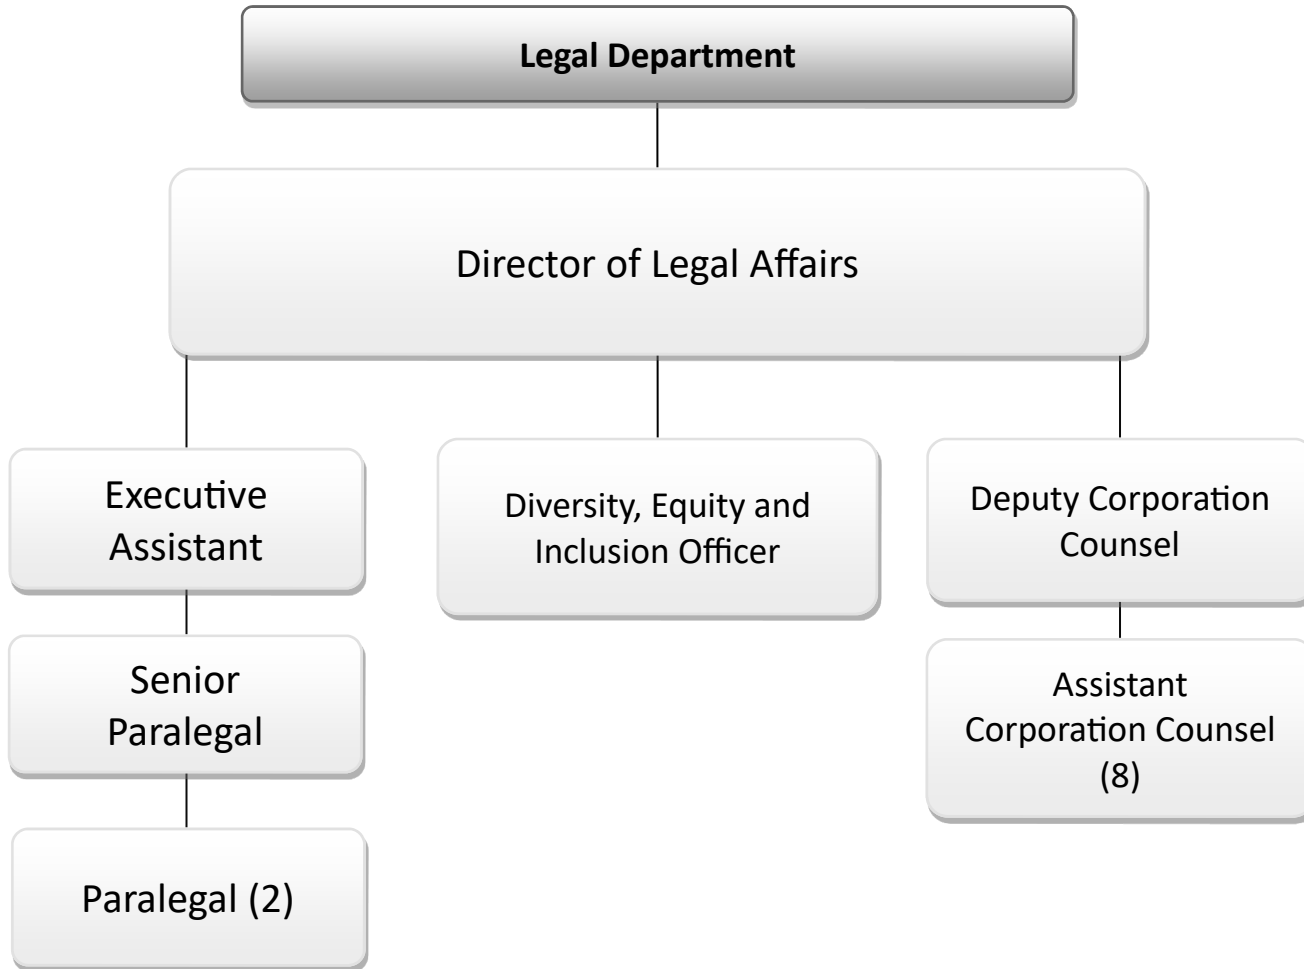 Legal Department
Director of Legal Affairs
Executive
Assistant
Diversity, Equity and
Inclusion Officer
Deputy Corporation
Counsel
Senior
Paralegal
Assistant
Corporation Counsel
(8)
Paralegal (2)